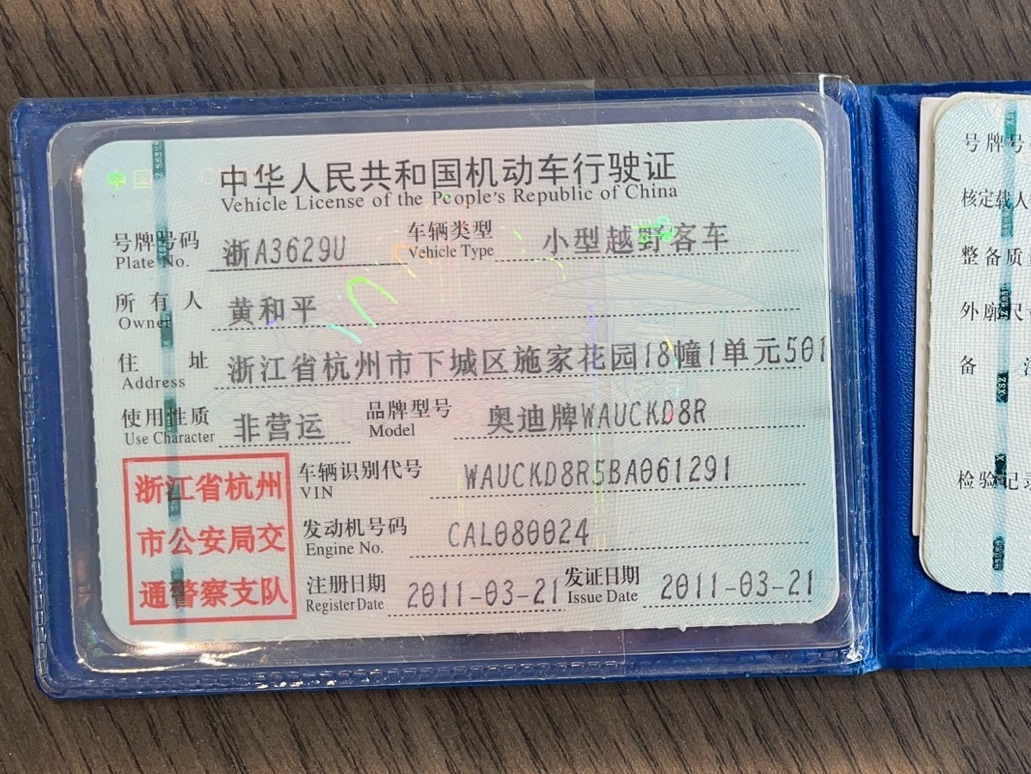 中华人民共和国机动车行驶证
Vehicle License of the People's Republic of China
号牌号码 浙A3629U 车辆类型 小型越野客车
Plate No. Vehicle Type
所有人 黄和平
Owner
住址 浙江省杭州市下城区施家花园18幢1单元501
Address
使用性质 非营运 品牌型号 奥迪牌WAUCKD8R
Use Character Model
浙江省杭州
市公安局交
通警察支队
车辆识别代号 WAUCKD8R5BA061291
VIN
发动机号码 CAL080024
Engine No.
注册日期 2011-03-21 发证日期 2011-03-21
Register Date Issue Date
号牌号
核定载人
整备质
外廓尺
备
检验记录